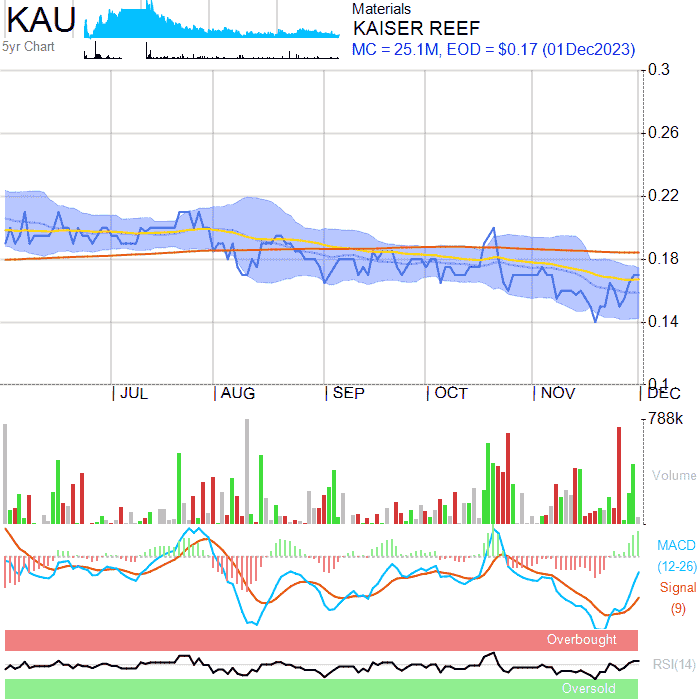 KAU
5yr Chart
Materials
KAISER REEF
MC = 25.1M, EOD = $0.17 (01Dec2023)
0.3
0.26
0.22
0.18
0.14
0.1
JUL AUG SEP OCT NOV DEC
788k
Volume
MACD
(12-26)
Signal
(9)
Overbought
RSI(14)
Oversold